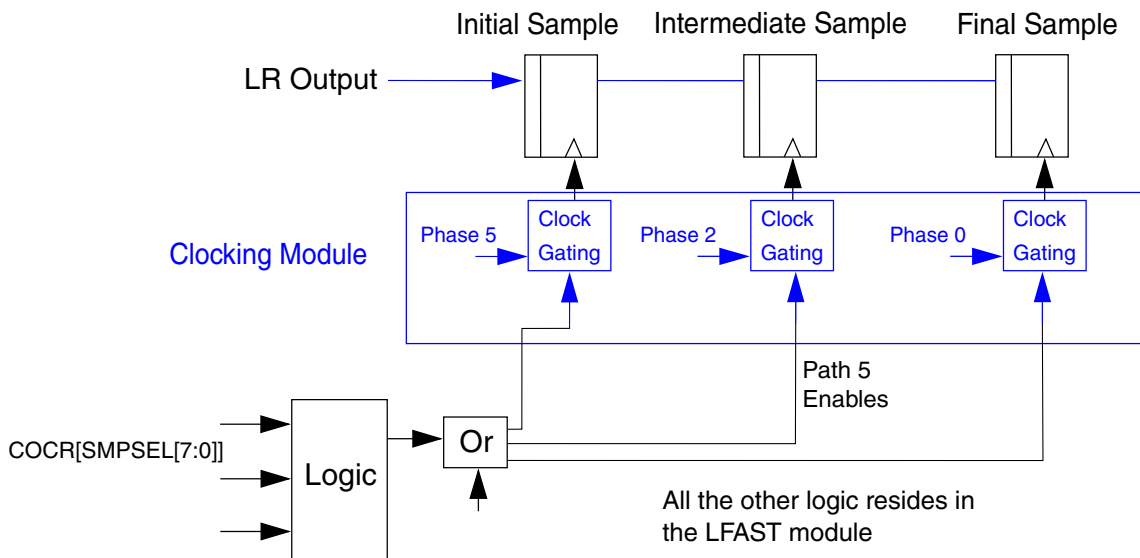 Initial Sample
Intermediate Sample
Final Sample
LR Output
Clocking Module
Phase 5
Clock
Gating
Phase 2
Clock
Gating
Phase 0
Clock
Gating
Path 5
Enables
COCR[SMPSEL[7:0]]
Logic
Or
All the other logic resides in
the LFAST module